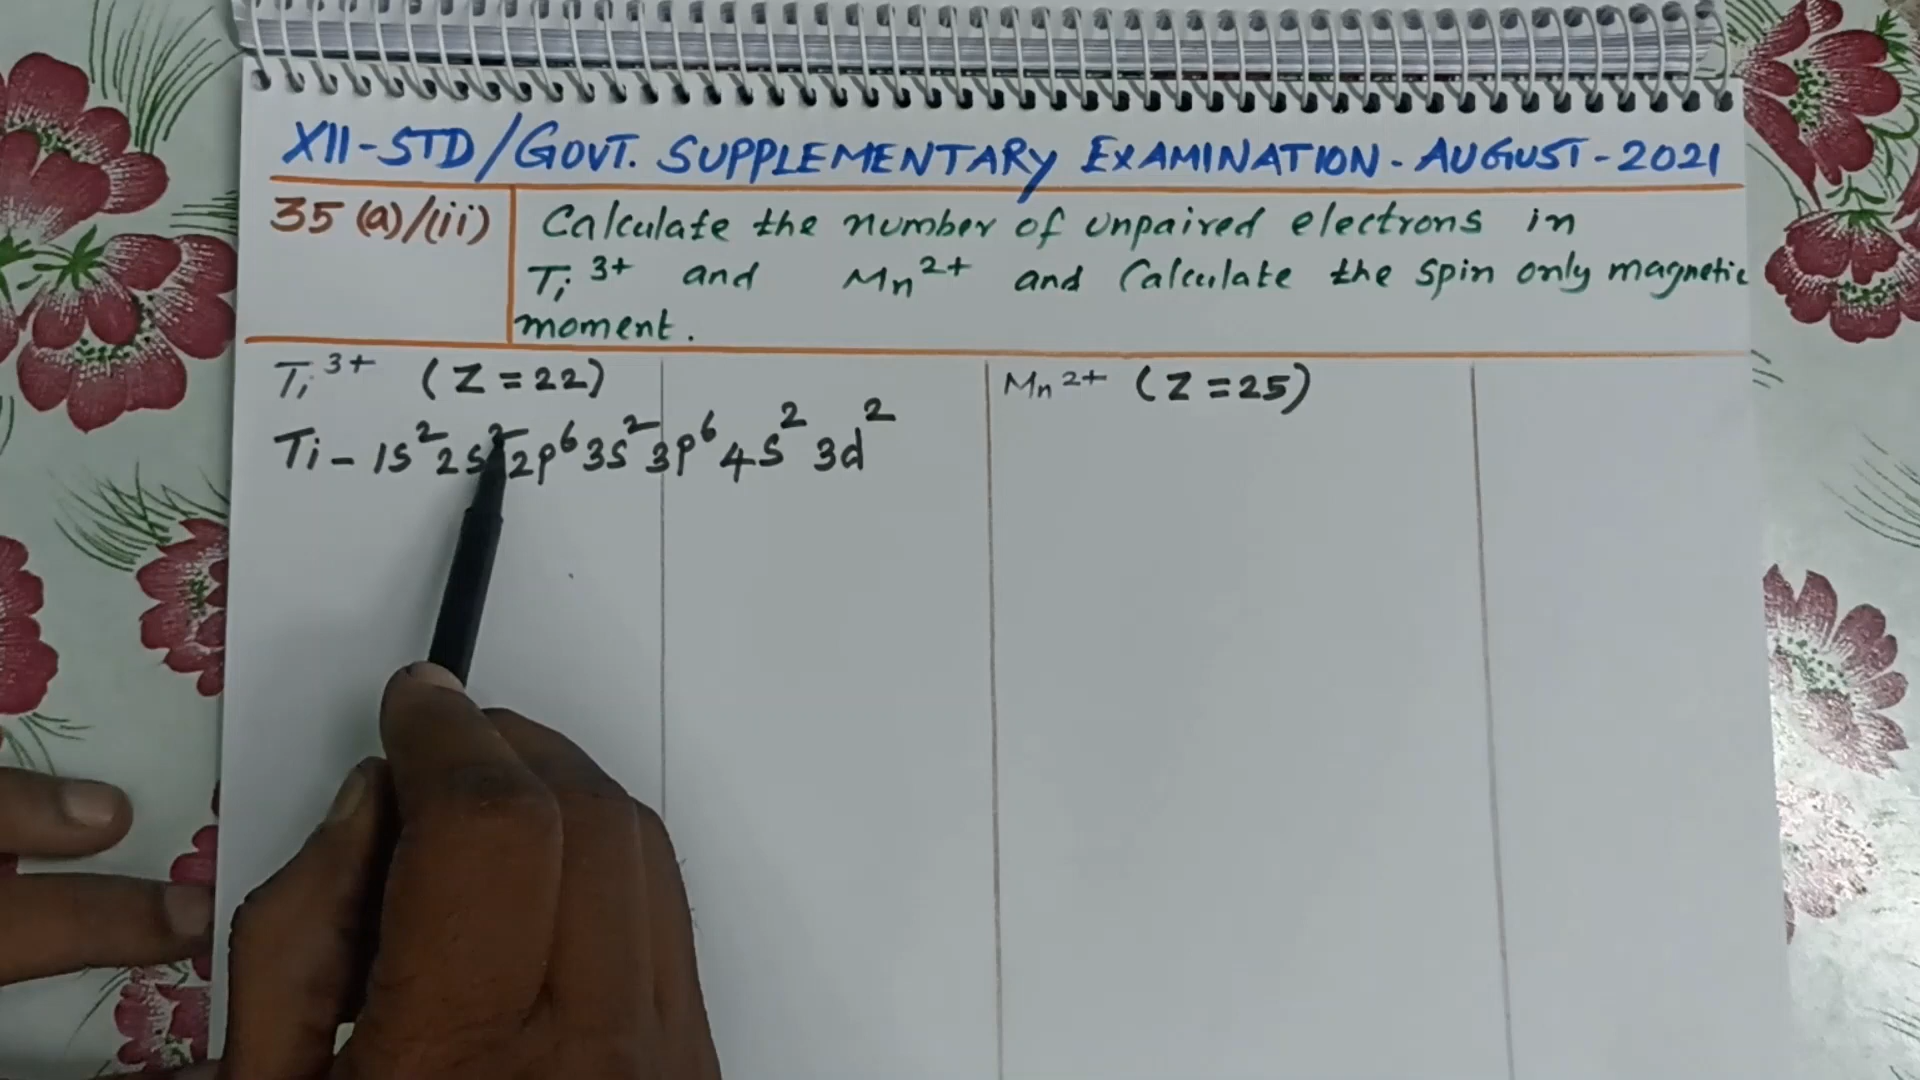 XII-STD/GOVT. SUPPLEMENTARY EXAMINATION - AUGUST - 2021
35 (a)/(ii)
Calculate the number of unpaired electrons in
Ti 3+ and Mn 2+ and Calculate the spin only magnetic
moment.
Ti 3+ (Z = 22)
Ti - 1s² 2s² 2p⁶ 3s² 3p⁶ 4s² 3d²
Mn 2+ (Z = 25)